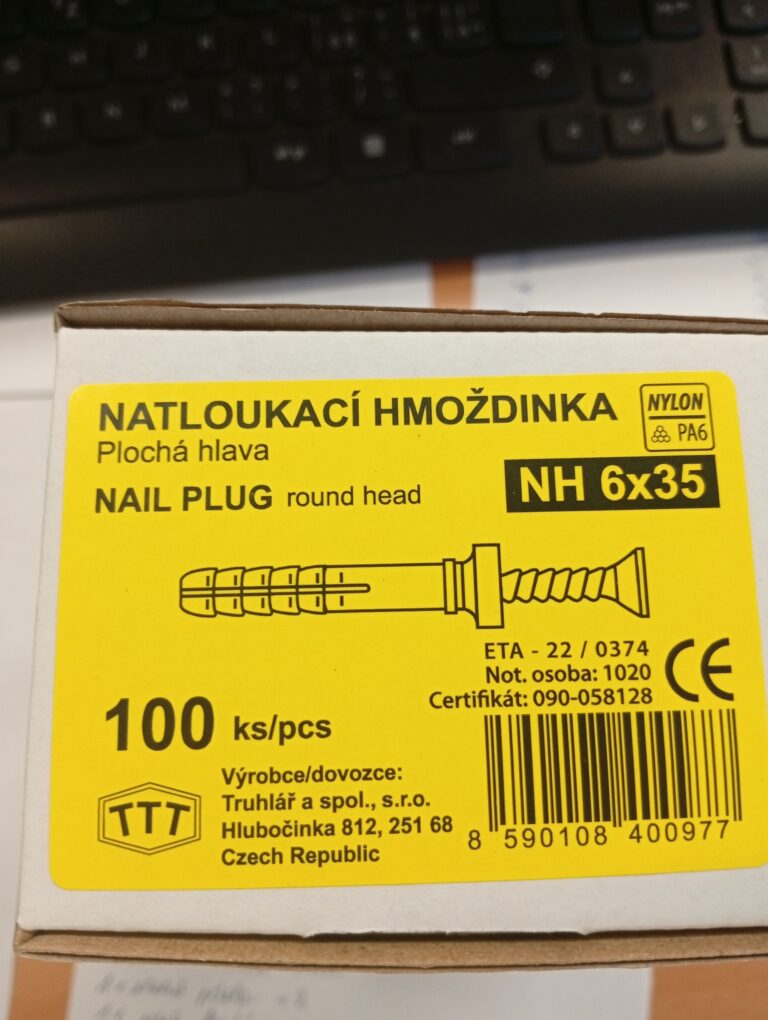 NATLOUKACÍ HMOŽDINKA
Plochá hlava
NYLON
PA6
NAIL PLUG round head
NH 6x35
ETA - 22 / 0374
Not. osoba: 1020
Certifikát: 090-058128
CE
100 ks/pcs
TTT
Výrobce/dovozce:
Truhlář a spol., s.r.o.
Hlubočinka 812, 251 68
Czech Republic
8 590108 400977